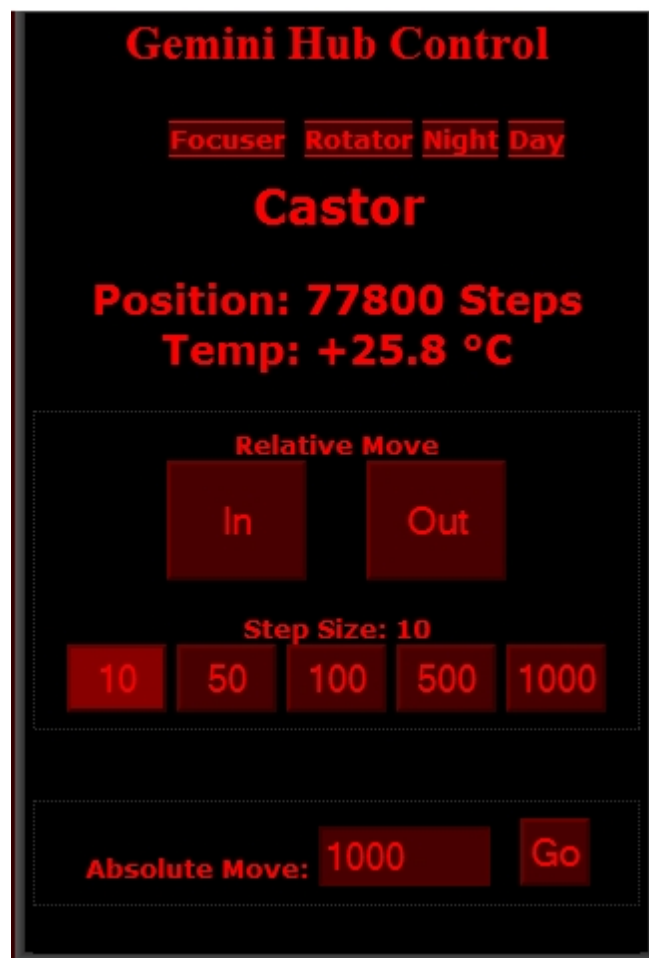 Gemini Hub Control
Focuser Rotator Night Day
Castor
Position: 77800 Steps
Temp: +25.8 °C
Relative Move
In Out
Step Size: 10
10 50 100 500 1000
Absolute Move: 1000 Go